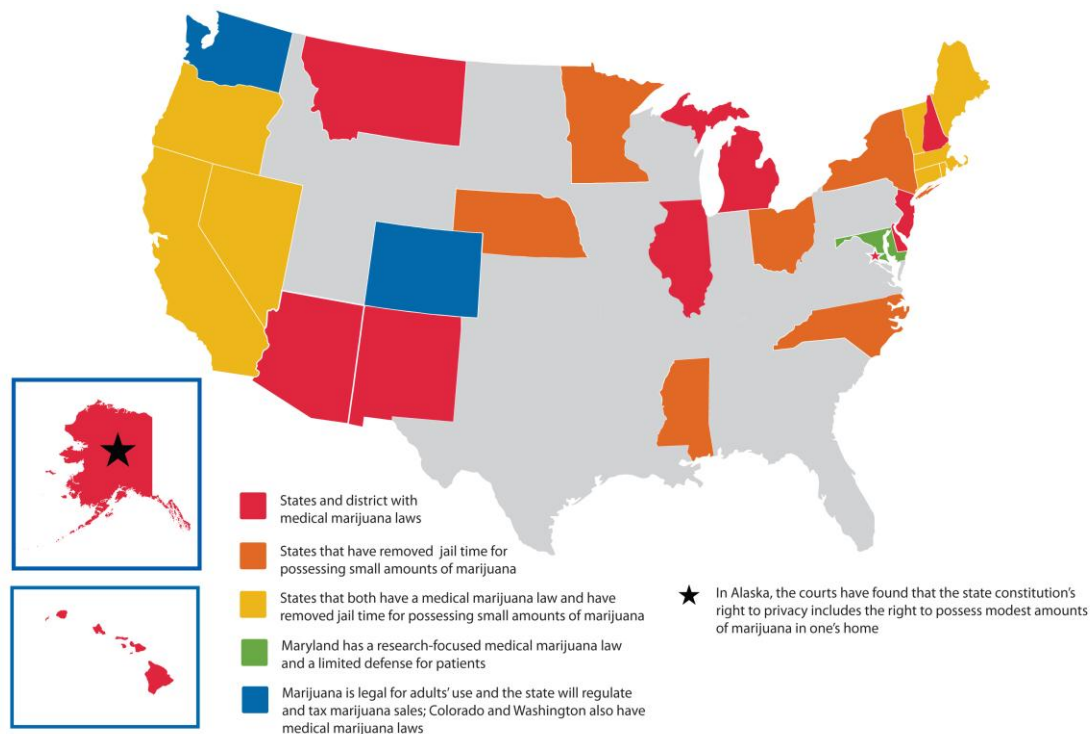 States and district with
medical marijuana laws
States that have removed jail time for
possessing small amounts of marijuana
States that both have a medical marijuana law and have
removed jail time for possessing small amounts of marijuana
Maryland has a research-focused medical marijuana law
and a limited defense for patients
Marijuana is legal for adults' use and the state will regulate
and tax marijuana sales; Colorado and Washington also have
medical marijuana laws
In Alaska, the courts have found that the state constitution's
right to privacy includes the right to possess modest amounts
of marijuana in one's home